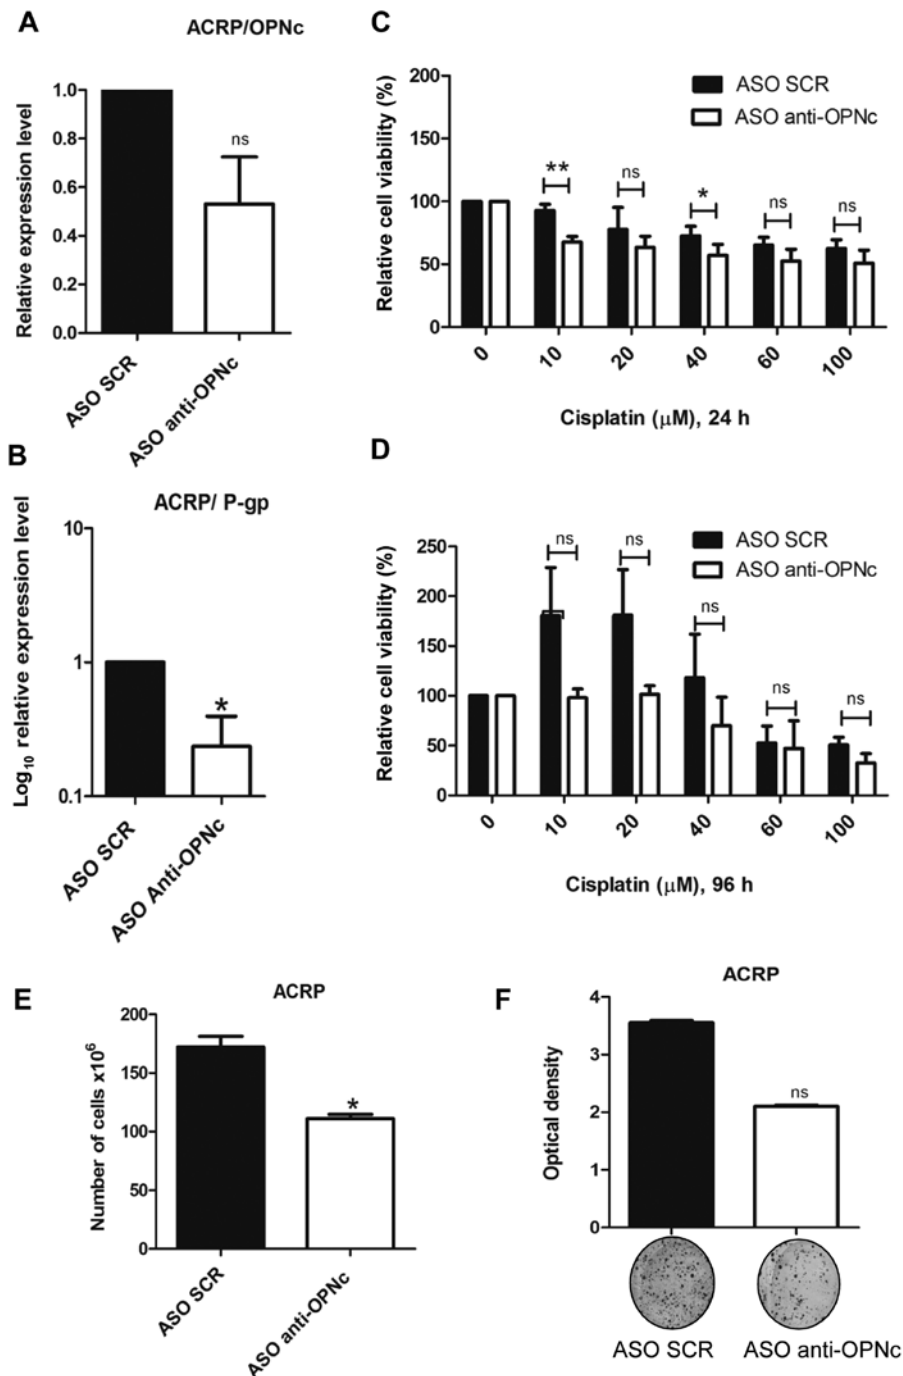 A
ACRP/OPNc
Relative expression level
1.0
0.8
0.6
0.4
0.2
0.0
ns
ASO SCR
ASO anti-OPNc
B
ACRP/ P-gp
Log10 relative expression level
10
1
0.1
*
ASO SCR
ASO Anti-OPNc
C
Relative cell viability (%)
200
150
100
50
0
ASO SCR
ASO anti-OPNc
** ns * ns ns
0 10 20 40 60 100
Cisplatin (μM), 24 h
D
Relative cell viability (%)
250
200
150
100
50
0
ASO SCR
ASO anti-OPNc
ns ns ns ns ns
0 10 20 40 60 100
Cisplatin (μM), 96 h
E
ACRP
Number of cells x10⁶
200
150
100
50
0
*
ASO SCR
ASO anti-OPNc
F
ACRP
Optical density
4
3
2
1
0
ns
ASO SCR ASO anti-OPNc